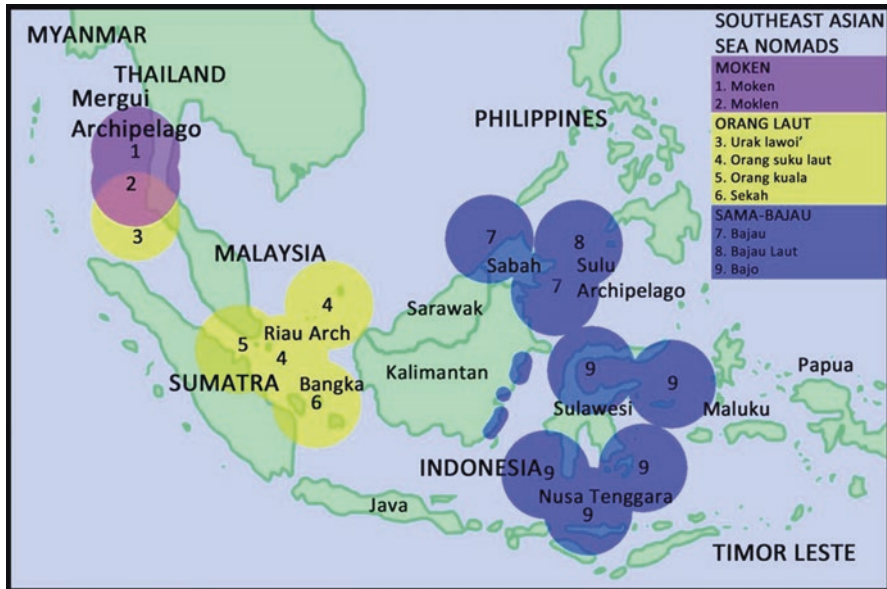 MYANMAR
THAILAND
Mergui
Archipelago
1
2
3
MALAYSIA
4
Riau Arch
5
4
SUMATRA
Bangka
6
PHILIPPINES
7
Sabah
8
Sulu
7
Archipelago
Sarawak
Kalimantan
9
Sulawesi
9
Maluku
Papua
INDONESIA
9
9
Nusa Tenggara
9
Java
TIMOR LESTE
SOUTHEAST ASIAN
SEA NOMADS
MOKEN
1. Moken
2. Moklen
ORANG LAUT
3. Urak lawoi’
4. Orang suku laut
5. Orang kuala
6. Sekah
SAMA-BAJAU
7. Bajau
8. Bajau Laut
9. Bajo